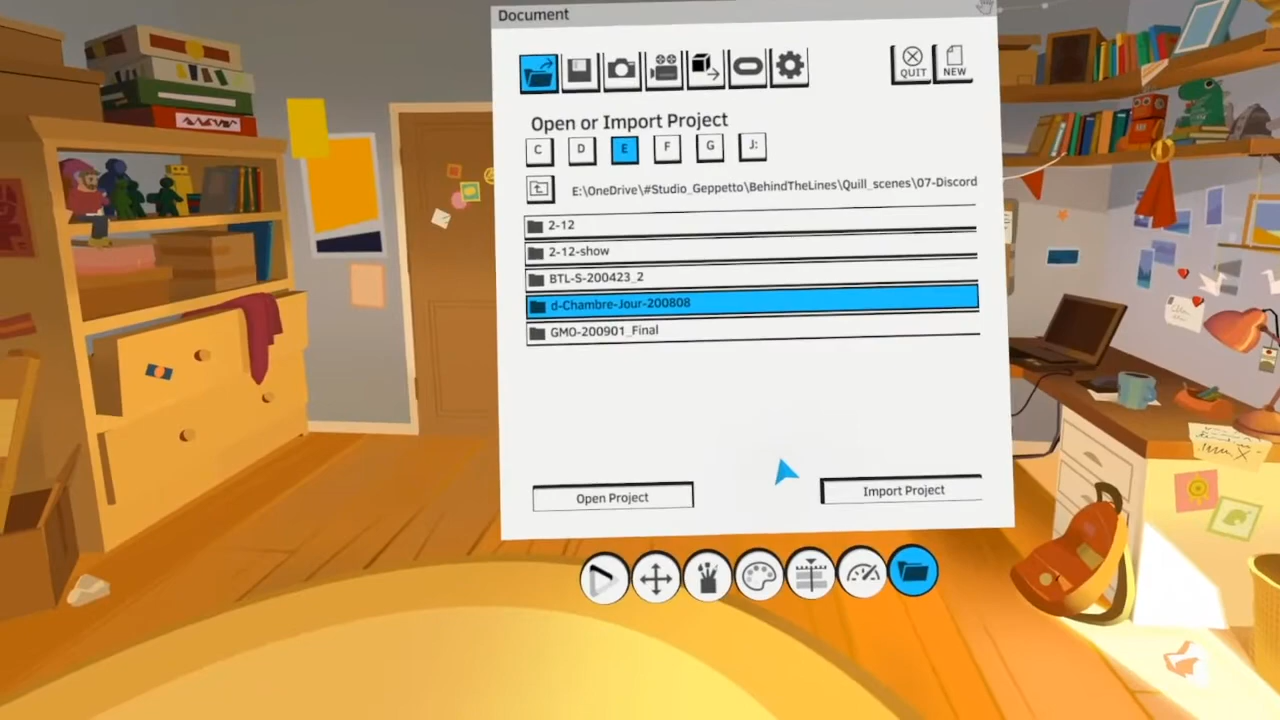 Document
QUIT
NEW
Open or Import Project
C
D
E
F
G
J:
E:\OneDrive\#Studio_Geppetto\BehindTheLines\Quill_scenes\07-Discord
2-12
2-12-show
BTL-S-200423_2
d-Chambre-Jour-200808
GMO-200901_Final
Open Project
Import Project